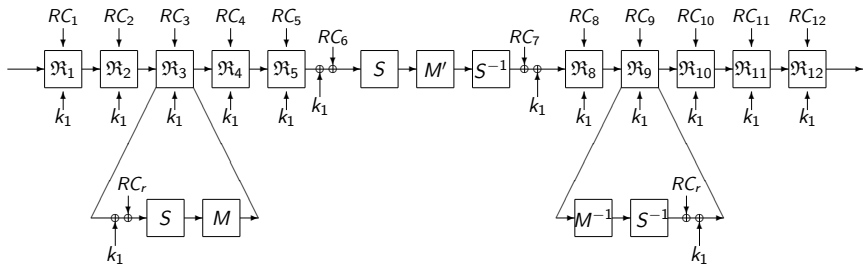 RC₁ RC₂ RC₃ RC₄ RC₅ RC₈ RC₉ RC₁₀ RC₁₁ RC₁₂
RC₆ RC₇
ℜ₁ ℜ₂ ℜ₃ ℜ₄ ℜ₅ S M′ S⁻¹ ℜ₈ ℜ₉ ℜ₁₀ ℜ₁₁ ℜ₁₂
k₁ k₁
k₁ k₁ k₁ k₁ k₁ k₁ k₁ k₁ k₁ k₁
RCᵣ RCᵣ
S M M⁻¹ S⁻¹
k₁ k₁